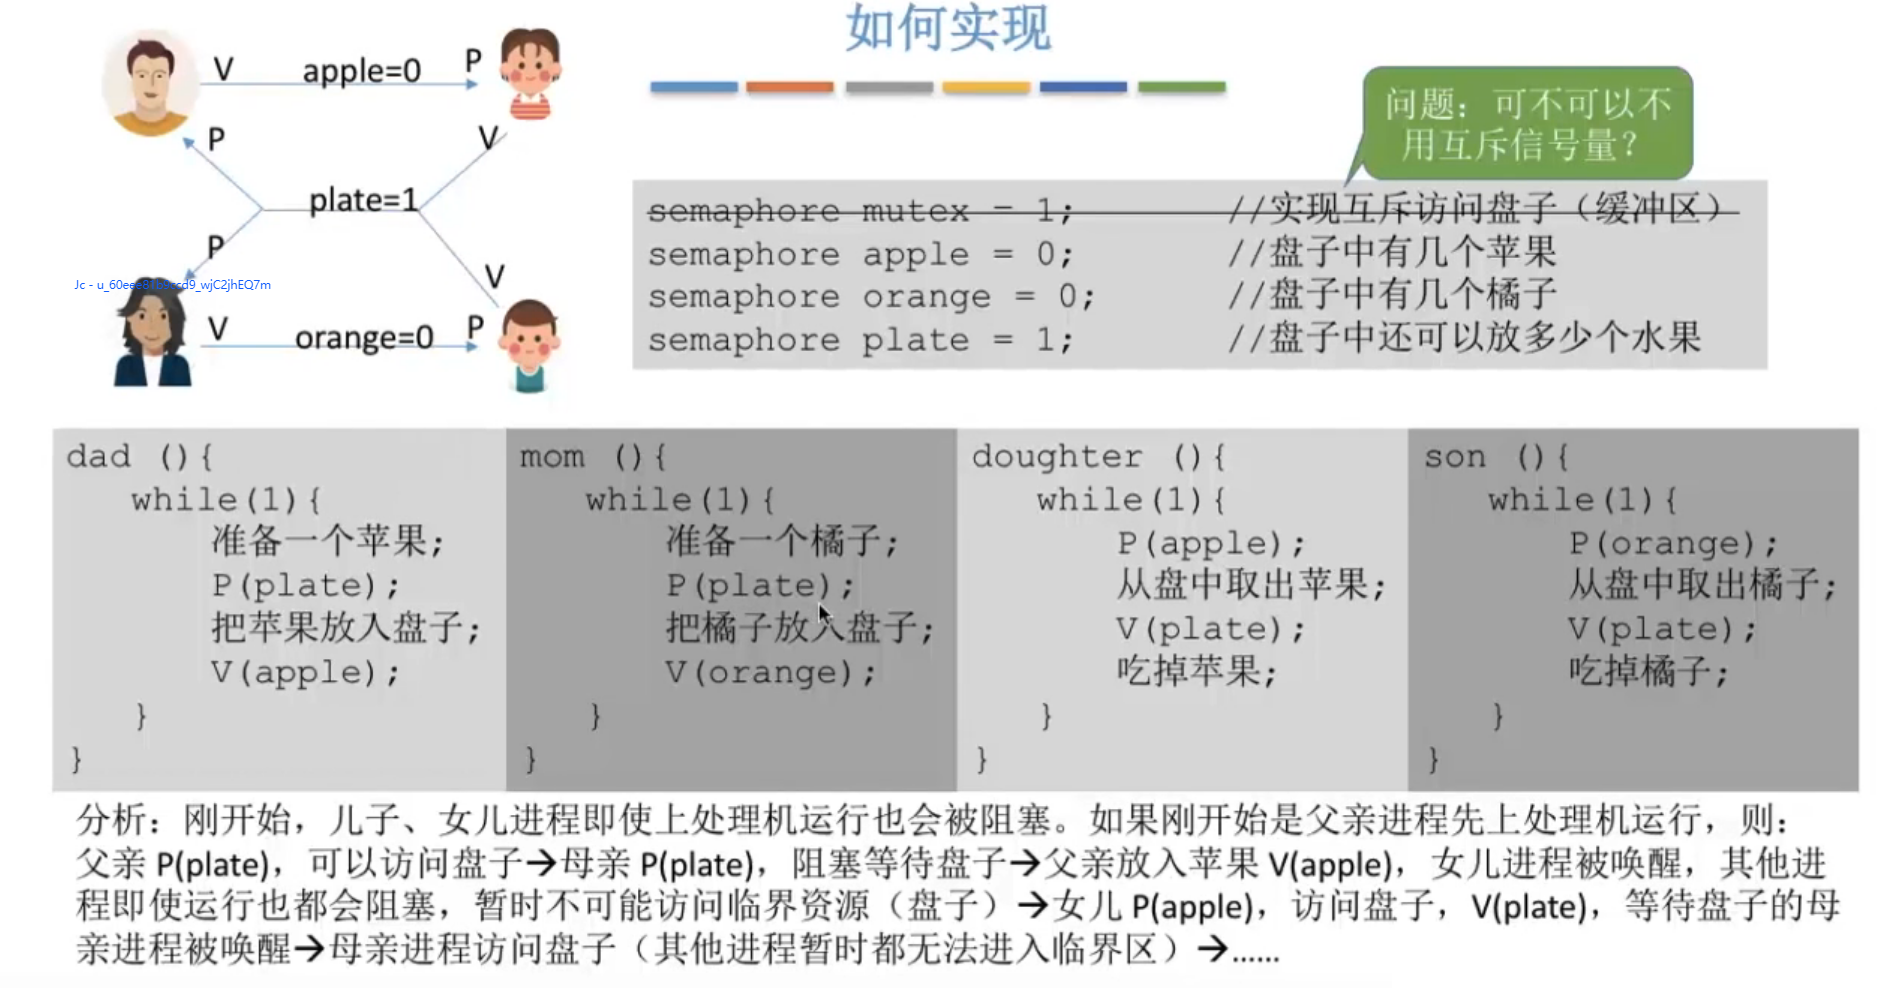 如何实现
V
apple=0
P
P
V
plate=1
P
V
V
orange=0
P
问题：可不可以不
用互斥信号量？
semaphore mutex = 1; //实现互斥访问盘子（缓冲区）
semaphore apple = 0; //盘子中有几个苹果
semaphore orange = 0; //盘子中有几个橘子
semaphore plate = 1; //盘子中还可以放多少个水果
dad (){
while(1){
准备一个苹果;
P(plate);
把苹果放入盘子;
V(apple);
}
}
mom (){
while(1){
准备一个橘子;
P(plate);
把橘子放入盘子;
V(orange);
}
}
doughter (){
while(1){
P(apple);
从盘中取出苹果;
V(plate);
吃掉苹果;
}
}
son (){
while(1){
P(orange);
从盘中取出橘子;
V(plate);
吃掉橘子;
}
}
分析：刚开始，儿子、女儿进程即使上处理机运行也会被阻塞。如果刚开始是父亲进程先上处理机运行，则：
父亲 P(plate)，可以访问盘子→母亲 P(plate)，阻塞等待盘子→父亲放入苹果 V(apple)，女儿进程被唤醒，其他进
程即使运行也都会阻塞，暂时不可能访问临界资源（盘子）→女儿 P(apple)，访问盘子，V(plate)，等待盘子的母
亲进程被唤醒→母亲进程访问盘子（其他进程暂时都无法进入临界区）→……